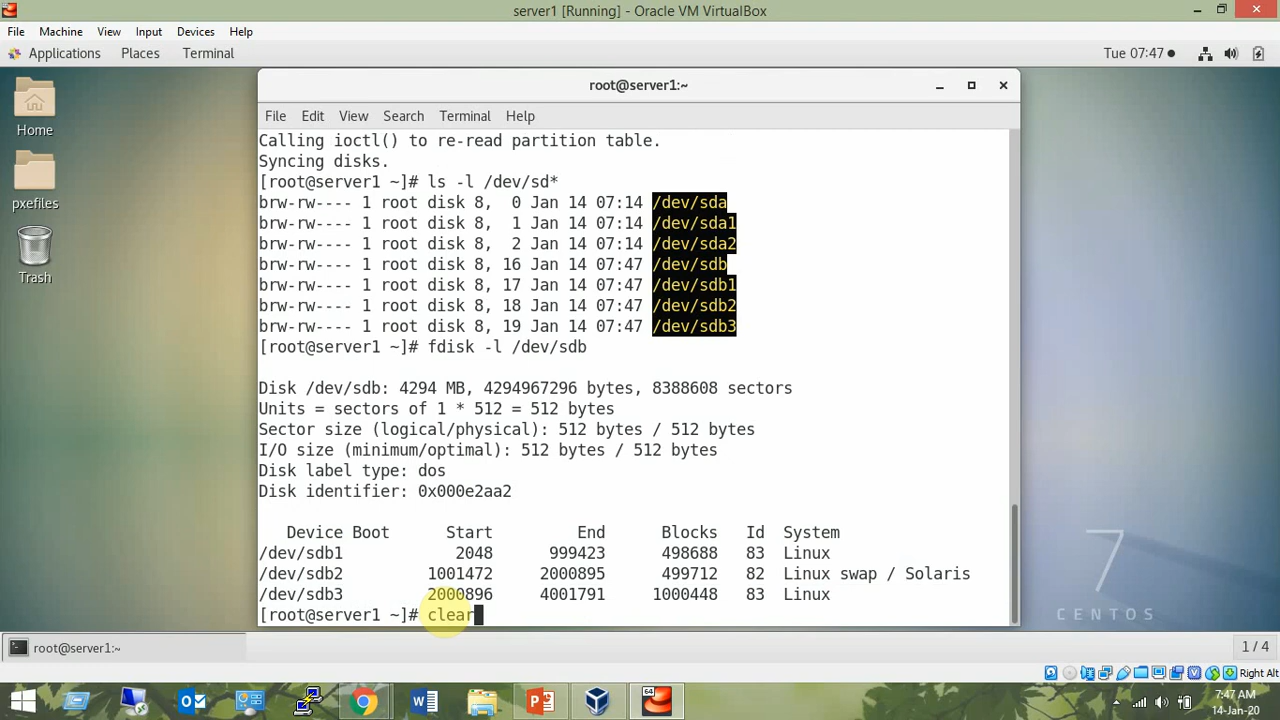 server1 [Running] - Oracle VM VirtualBox
File Machine View Input Devices Help
Applications Places Terminal Tue 07:47
root@server1:~
File Edit View Search Terminal Help
Home
pxefiles
Trash
Calling ioctl() to re-read partition table.
Syncing disks.
[root@server1 ~]# ls -l /dev/sd*
brw-rw---- 1 root disk 8,  0 Jan 14 07:14 /dev/sda
brw-rw---- 1 root disk 8,  1 Jan 14 07:14 /dev/sda1
brw-rw---- 1 root disk 8,  2 Jan 14 07:14 /dev/sda2
brw-rw---- 1 root disk 8, 16 Jan 14 07:47 /dev/sdb
brw-rw---- 1 root disk 8, 17 Jan 14 07:47 /dev/sdb1
brw-rw---- 1 root disk 8, 18 Jan 14 07:47 /dev/sdb2
brw-rw---- 1 root disk 8, 19 Jan 14 07:47 /dev/sdb3
[root@server1 ~]# fdisk -l /dev/sdb
Disk /dev/sdb: 4294 MB, 4294967296 bytes, 8388608 sectors
Units = sectors of 1 * 512 = 512 bytes
Sector size (logical/physical): 512 bytes / 512 bytes
I/O size (minimum/optimal): 512 bytes / 512 bytes
Disk label type: dos
Disk identifier: 0x000e2aa2
Device Boot      Start         End      Blocks   Id  System
/dev/sdb1            2048      999423      498688   83  Linux
/dev/sdb2         1001472     2000895      499712   82  Linux swap / Solaris
/dev/sdb3         2000896     4001791     1000448   83  Linux
[root@server1 ~]# clear
7
CENTOS
root@server1:~
1 / 4
Right Alt
64
7:47 AM
14-Jan-20